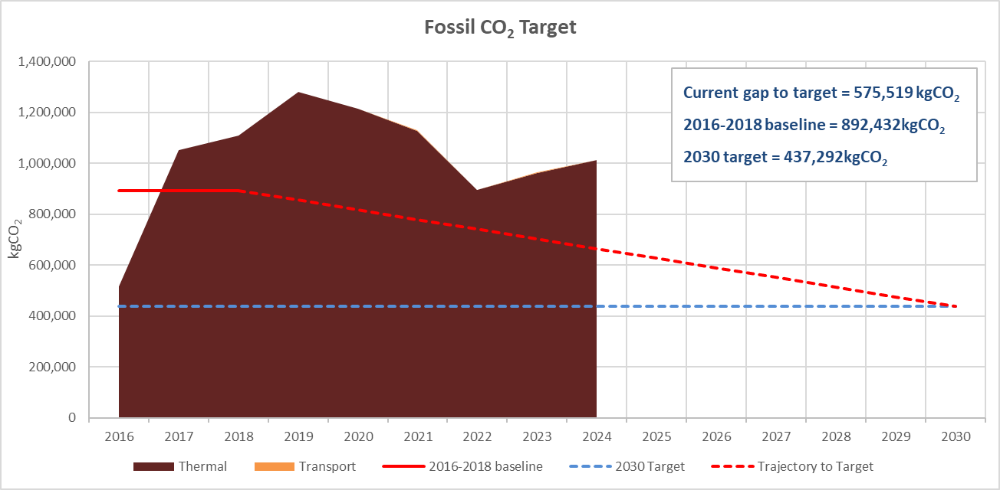 Fossil CO₂ Target
1,400,000
1,200,000
1,000,000
800,000
600,000
400,000
200,000
0
kgCO₂
Current gap to target = 575,519 kgCO₂
2016-2018 baseline = 892,432kgCO₂
2030 target = 437,292kgCO₂
2016 2017 2018 2019 2020 2021 2022 2023 2024 2025 2026 2027 2028 2029 2030
Thermal Transport 2016-2018 baseline 2030 Target Trajectory to Target